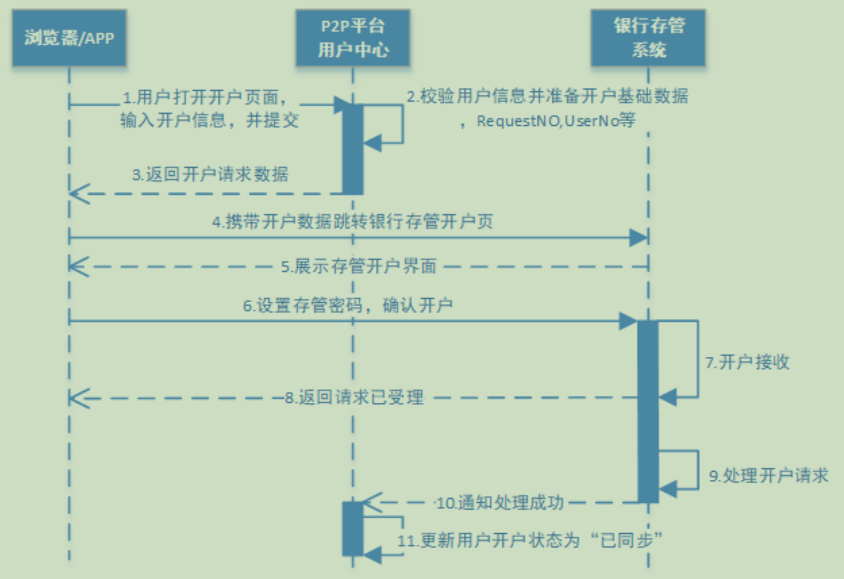 浏览器/APP
P2P平台
用户中心
银行存管
系统
1.用户打开开户页面，
输入开户信息，并提交
2.校验用户信息并准备开户基础数据
，RequestNO,UserNo等
3.返回开户请求数据
4.携带开户数据跳转银行存管开户页
5.展示存管开户界面
6.设置存管密码，确认开户
7.开户接收
8.返回请求已受理
9.处理开户请求
10.通知处理成功
11.更新用户开户状态为“已同步”